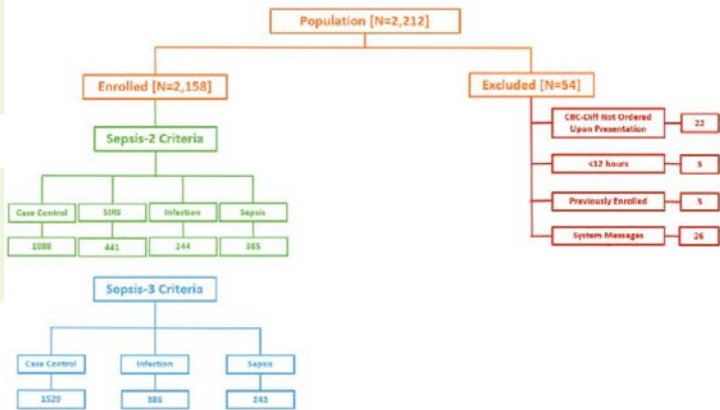 Population [N=2,212]
Enrolled [N=2,158]
Excluded [N=54]
CBC-Diff Not Ordered
Upon Presentation
22
<12 hours
Previously Enrolled
System Messages
26
Sepsis-2 Criteria
Case Control
SIRS
Infection
Sepsis
1088
441
244
385
Sepsis-3 Criteria
Case Control
Infection
Sepsis
1529
386
243